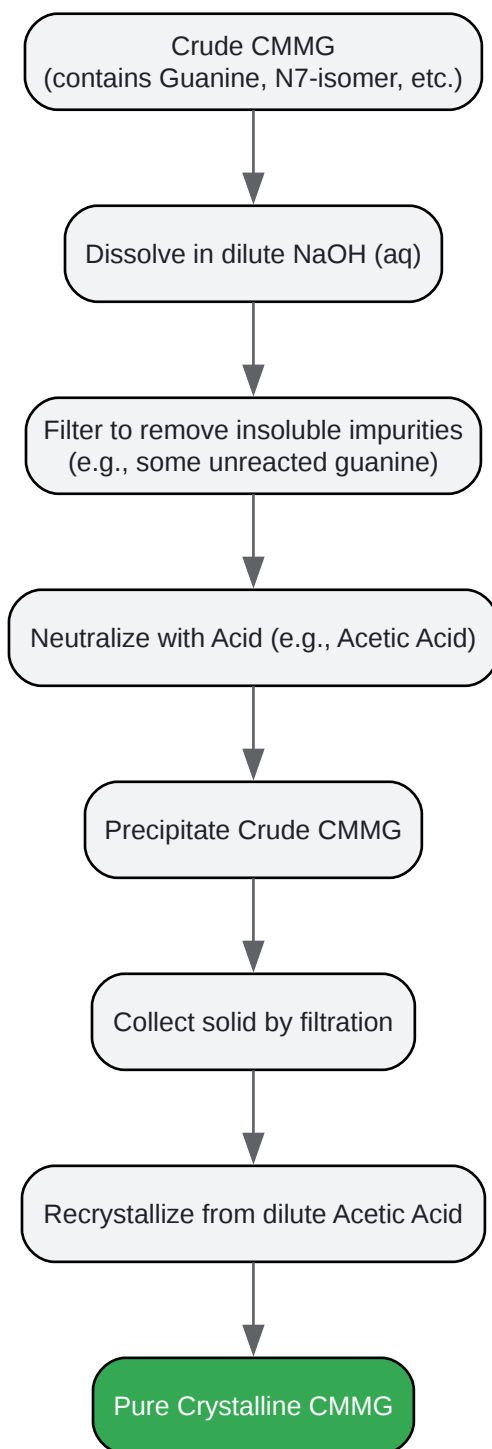 Crude CMMG
(contains Guanine, N7-isomer, etc.)
Dissolve in dilute NaOH (aq)
Filter to remove insoluble impurities
(e.g., some unreacted guanine)
Neutralize with Acid (e.g., Acetic Acid)
Precipitate Crude CMMG
Collect solid by filtration
Recrystallize from dilute Acetic Acid
Pure Crystalline CMMG